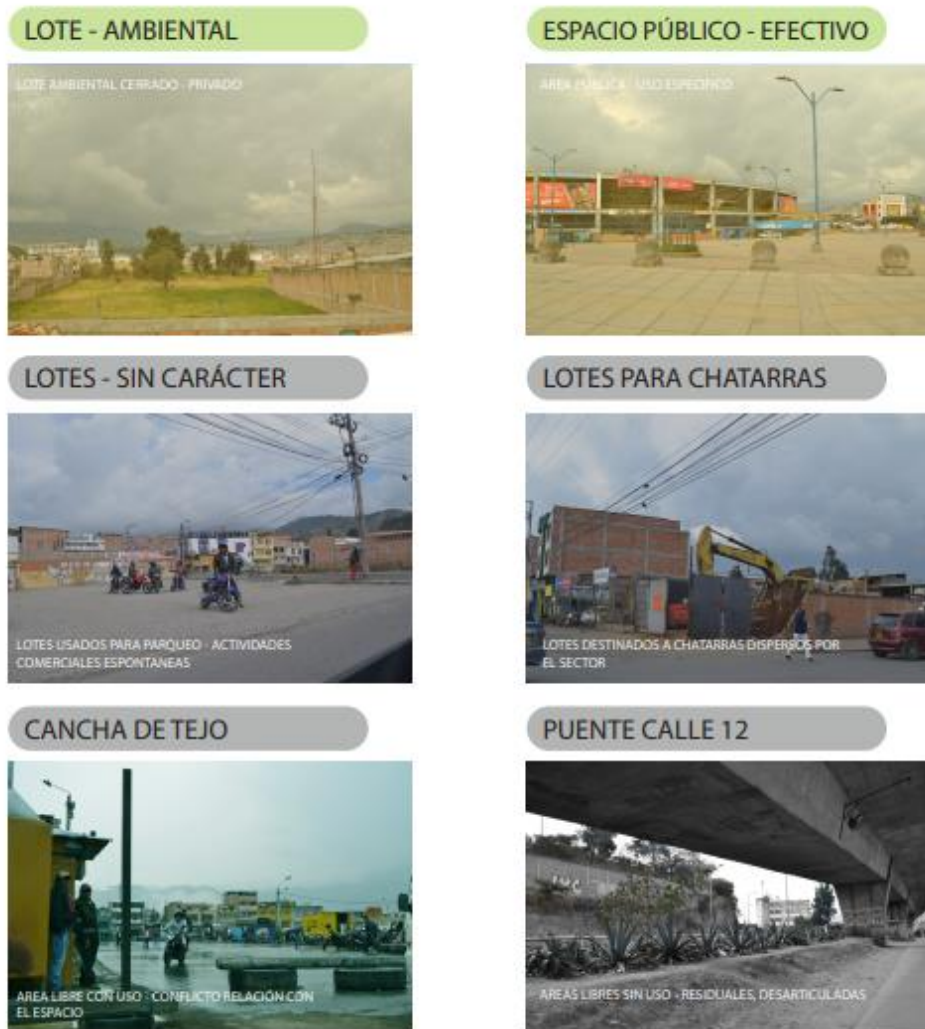 LOTE - AMBIENTAL
LOTE AMBIENTAL CERRADO - PRIVADO
ESPACIO PÚBLICO - EFECTIVO
AREA PUBLICA - USO ESPECIFICO
LOTES - SIN CARÁCTER
LOTES USADOS PARA PARQUEO - ACTIVIDADES
COMERCIALES ESPONTANEAS
LOTES PARA CHATARRAS
LOTES DESTINADOS A CHATARRAS DISPERSOS POR
EL SECTOR
CANCHA DE TEJO
AREA LIBRE CON USO - CONFLICTO RELACIÓN CON
EL ESPACIO
PUENTE CALLE 12
AREAS LIBRES SIN USO - RESIDUALES, DESARTICULADAS